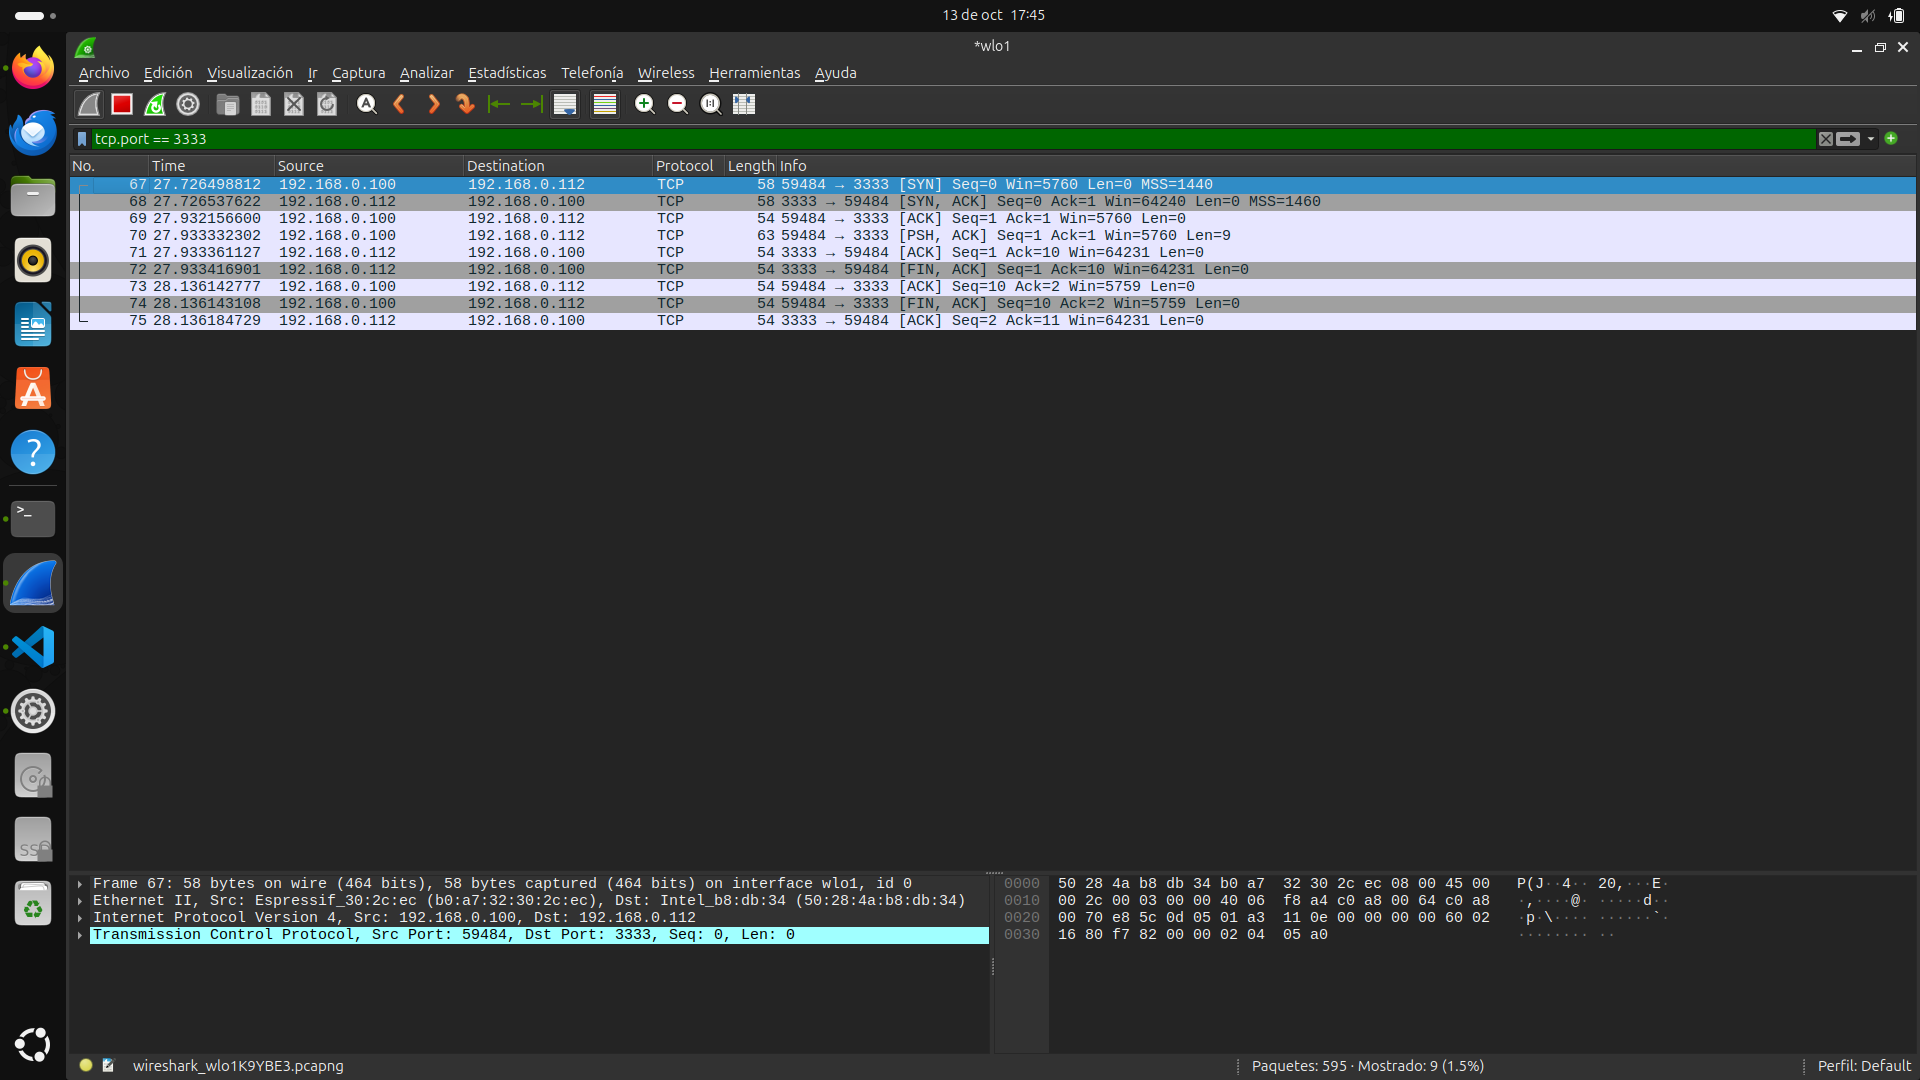 13 de oct 17:45
*wlo1
Archivo Edición Visualización Ir Captura Analizar Estadísticas Telefonía Wireless Herramientas Ayuda
tcp.port == 3333
No. Time Source Destination Protocol Length Info
67 27.726498812 192.168.0.100 192.168.0.112 TCP 58 59484 → 3333 [SYN] Seq=0 Win=5760 Len=0 MSS=1440
68 27.726537622 192.168.0.112 192.168.0.100 TCP 58 3333 → 59484 [SYN, ACK] Seq=0 Ack=1 Win=64240 Len=0 MSS=1460
69 27.932156600 192.168.0.100 192.168.0.112 TCP 54 59484 → 3333 [ACK] Seq=1 Ack=1 Win=5760 Len=0
70 27.933332302 192.168.0.100 192.168.0.112 TCP 63 59484 → 3333 [PSH, ACK] Seq=1 Ack=1 Win=5760 Len=9
71 27.933361127 192.168.0.112 192.168.0.100 TCP 54 3333 → 59484 [ACK] Seq=1 Ack=10 Win=64231 Len=0
72 27.933416901 192.168.0.112 192.168.0.100 TCP 54 3333 → 59484 [FIN, ACK] Seq=1 Ack=10 Win=64231 Len=0
73 28.136142777 192.168.0.100 192.168.0.112 TCP 54 59484 → 3333 [ACK] Seq=10 Ack=2 Win=5759 Len=0
74 28.136143108 192.168.0.100 192.168.0.112 TCP 54 59484 → 3333 [FIN, ACK] Seq=10 Ack=2 Win=5759 Len=0
75 28.136184729 192.168.0.112 192.168.0.100 TCP 54 3333 → 59484 [ACK] Seq=2 Ack=11 Win=64231 Len=0
Frame 67: 58 bytes on wire (464 bits), 58 bytes captured (464 bits) on interface wlo1, id 0
Ethernet II, Src: Espressif_30:2c:ec (b0:a7:32:30:2c:ec), Dst: Intel_b8:db:34 (50:28:4a:b8:db:34)
Internet Protocol Version 4, Src: 192.168.0.100, Dst: 192.168.0.112
Transmission Control Protocol, Src Port: 59484, Dst Port: 3333, Seq: 0, Len: 0
0000 50 28 4a b8 db 34 b0 a7 32 30 2c ec 08 00 45 00 P(J··4·· 20,···E·
0010 00 2c 00 03 00 00 40 06 f8 a4 c0 a8 00 64 c0 a8 ·,····@· ·····d··
0020 00 70 e8 5c 0d 05 01 a3 11 0e 00 00 00 00 60 02 ·p·\···· ······`·
0030 16 80 f7 82 00 00 02 04 05 a0 ········ ··
wireshark_wlo1K9YBE3.pcapng
Paquetes: 595 · Mostrado: 9 (1.5%)
Perfil: Default